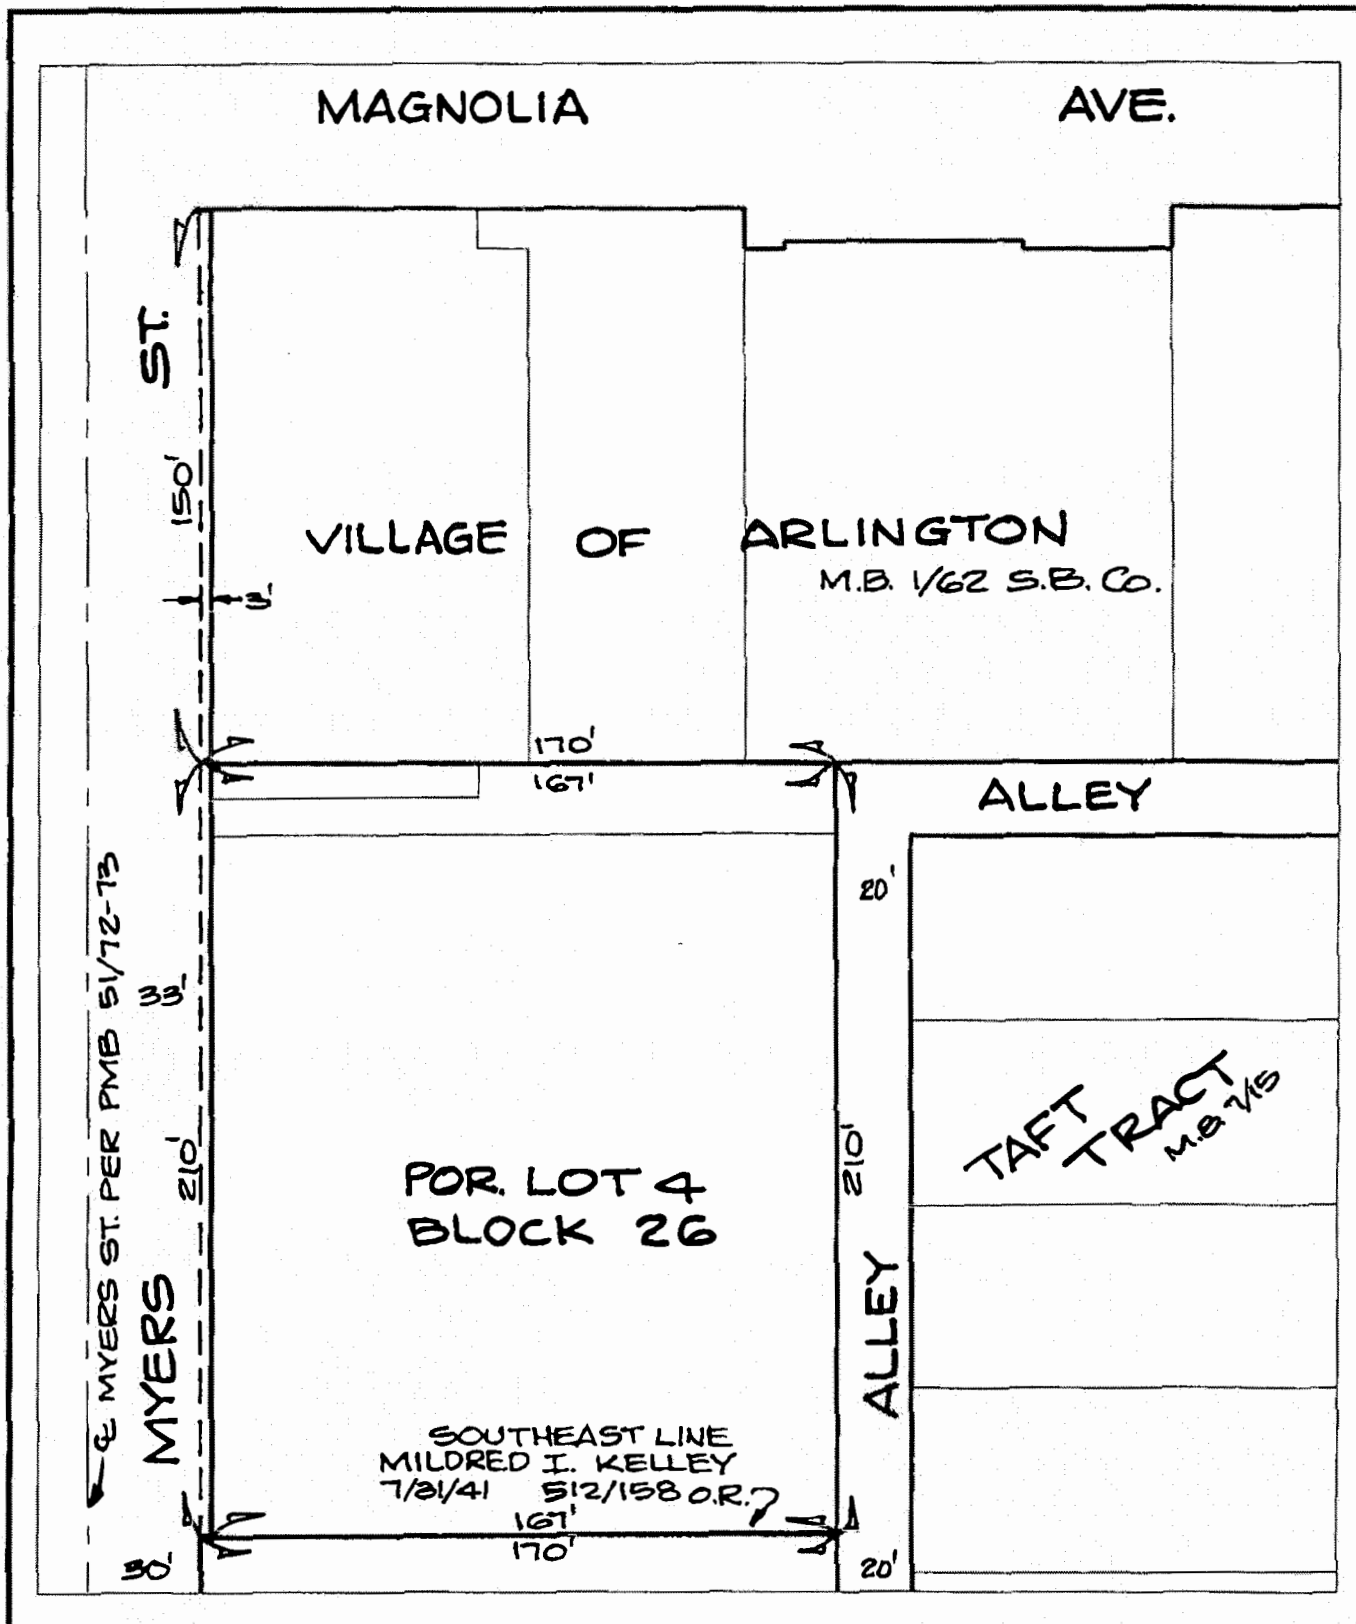 MAGNOLIA AVE.
ST.
150'
VILLAGE OF ARLINGTON
M.B. 1/62 S.B. Co.
3'
170'
167'
ALLEY
20'
℄ MYERS ST. PER PMB 51/72-73
33'
210'
210'
TAFT
TRACT
M.B. 7/15
POR. LOT 4
BLOCK 26
MYERS
ALLEY
SOUTHEAST LINE
MILDRED I. KELLEY
7/31/41 512/158 O.R.
167'
170'
30'
20'